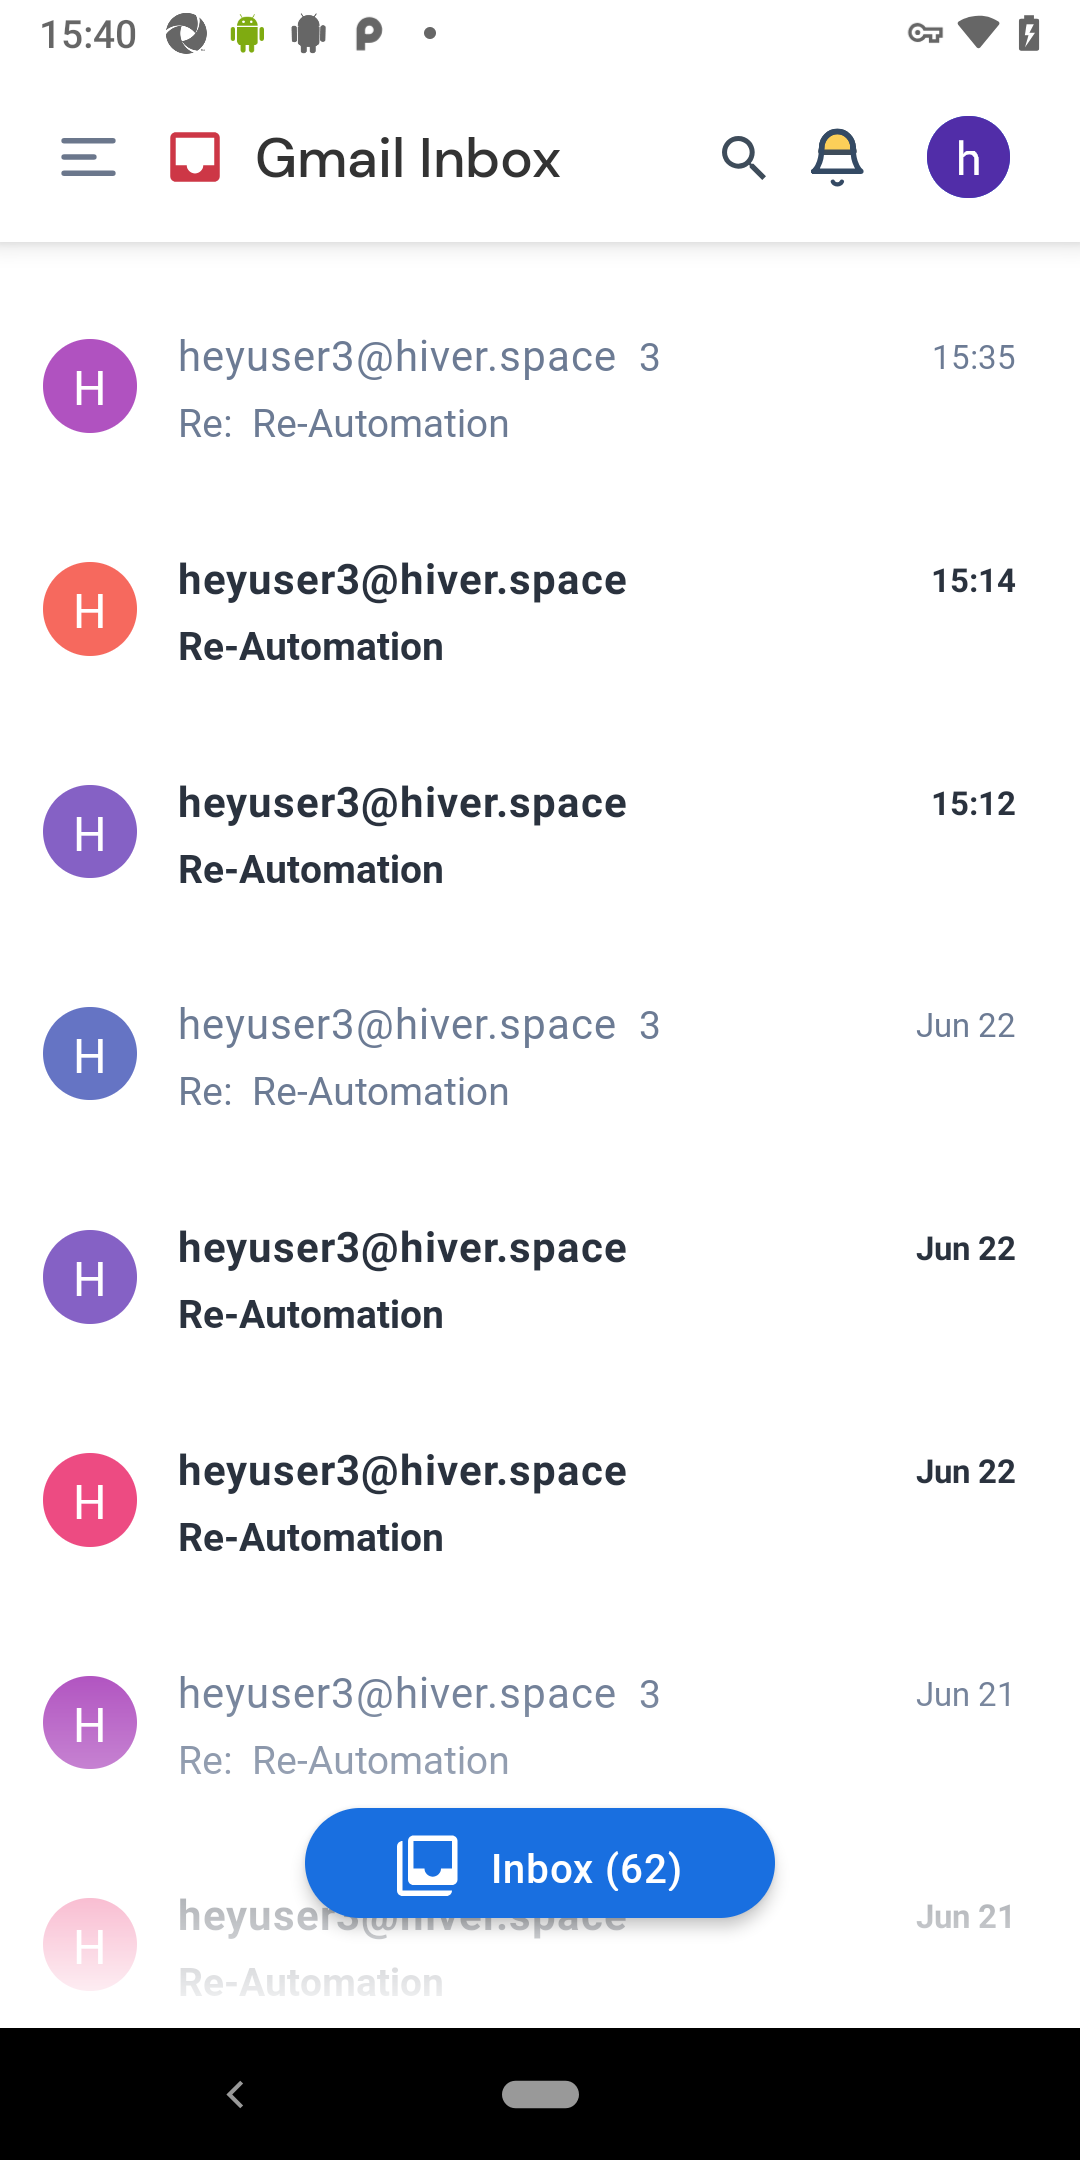 15:40
Gmail Inbox
h
H
heyuser3@hiver.space 3
15:35
Re: Re-Automation
H
heyuser3@hiver.space
15:14
Re-Automation
H
heyuser3@hiver.space
15:12
Re-Automation
H
heyuser3@hiver.space 3
Jun 22
Re: Re-Automation
H
heyuser3@hiver.space
Jun 22
Re-Automation
H
heyuser3@hiver.space
Jun 22
Re-Automation
H
heyuser3@hiver.space 3
Jun 21
Re: Re-Automation
Inbox (62)
H
heyuser3@hiver.space
Jun 21
Re-Automation